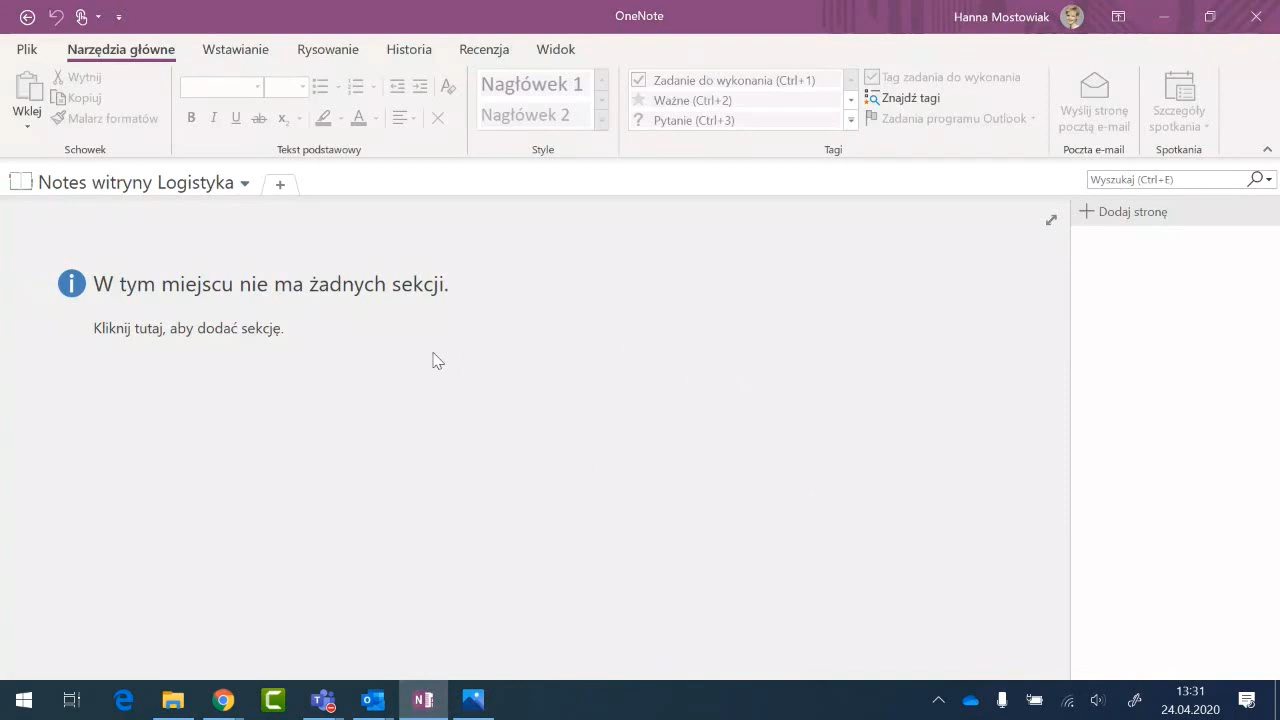 OneNote
Hanna Mostowiak
Plik Narzędzia główne Wstawianie Rysowanie Historia Recenzja Widok
Wklej
Wytnij
Kopiuj
Malarz formatów
Schowek
B I U ab x₂ A
Tekst podstawowy
Nagłówek 1
Nagłówek 2
Style
Zadanie do wykonania (Ctrl+1)
Ważne (Ctrl+2)
Pytanie (Ctrl+3)
Tag zadania do wykonania
Znajdź tagi
Zadania programu Outlook
Tagi
Wyślij stronę
pocztą e-mail
Poczta e-mail
Szczegóły
spotkania
Spotkania
Notes witryny Logistyka
Wyszukaj (Ctrl+E)
Dodaj stronę
W tym miejscu nie ma żadnych sekcji.
Kliknij tutaj, aby dodać sekcję.
13:31
24.04.2020